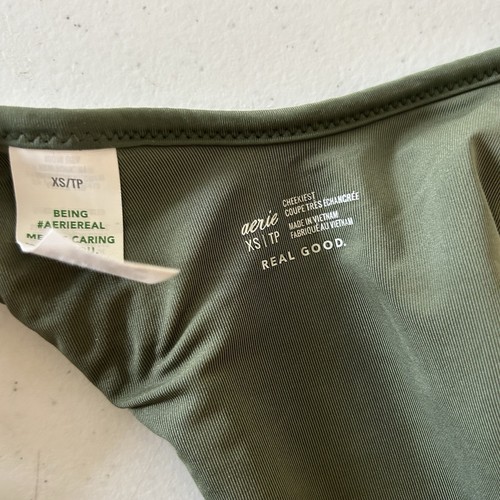 XS/TP
BEING
#AERIEREAL
CARING
aerie
CHEEKIEST
COUPE TRÈS ÉCHANCRÉE
XS | TP
MADE IN VIETNAM
FABRIQUÉ AU VIETNAM
REAL GOOD.